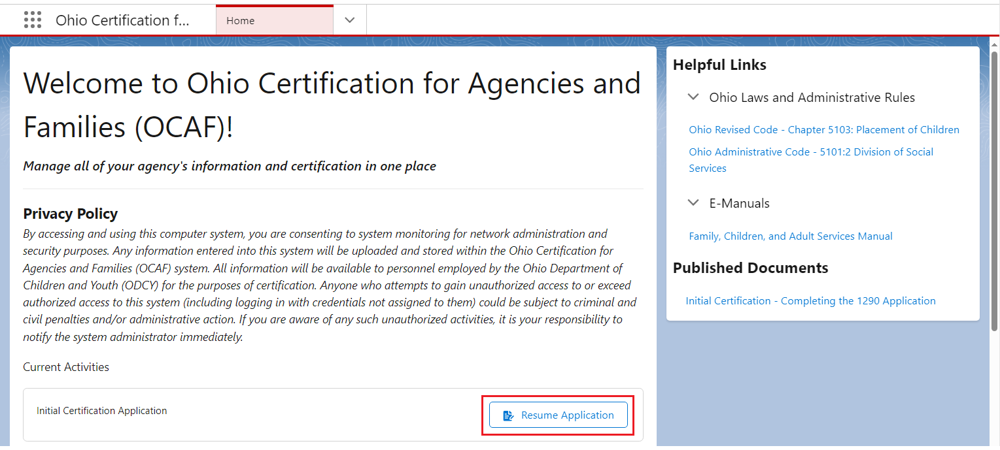 Ohio Certification f...
Home
Welcome to Ohio Certification for Agencies and
Families (OCAF)!
Manage all of your agency's information and certification in one place
Privacy Policy
By accessing and using this computer system, you are consenting to system monitoring for network administration and
security purposes. Any information entered into this system will be uploaded and stored within the Ohio Certification for
Agencies and Families (OCAF) system. All information will be available to personnel employed by the Ohio Department of
Children and Youth (ODCY) for the purposes of certification. Anyone who attempts to gain unauthorized access to or exceed
authorized access to this system (including logging in with credentials not assigned to them) could be subject to criminal and
civil penalties and/or administrative action. If you are aware of any such unauthorized activities, it is your responsibility to
notify the system administrator immediately.
Current Activities
Initial Certification Application
Resume Application
Helpful Links
Ohio Laws and Administrative Rules
Ohio Revised Code - Chapter 5103: Placement of Children
Ohio Administrative Code - 5101:2 Division of Social
Services
E-Manuals
Family, Children, and Adult Services Manual
Published Documents
Initial Certification - Completing the 1290 Application